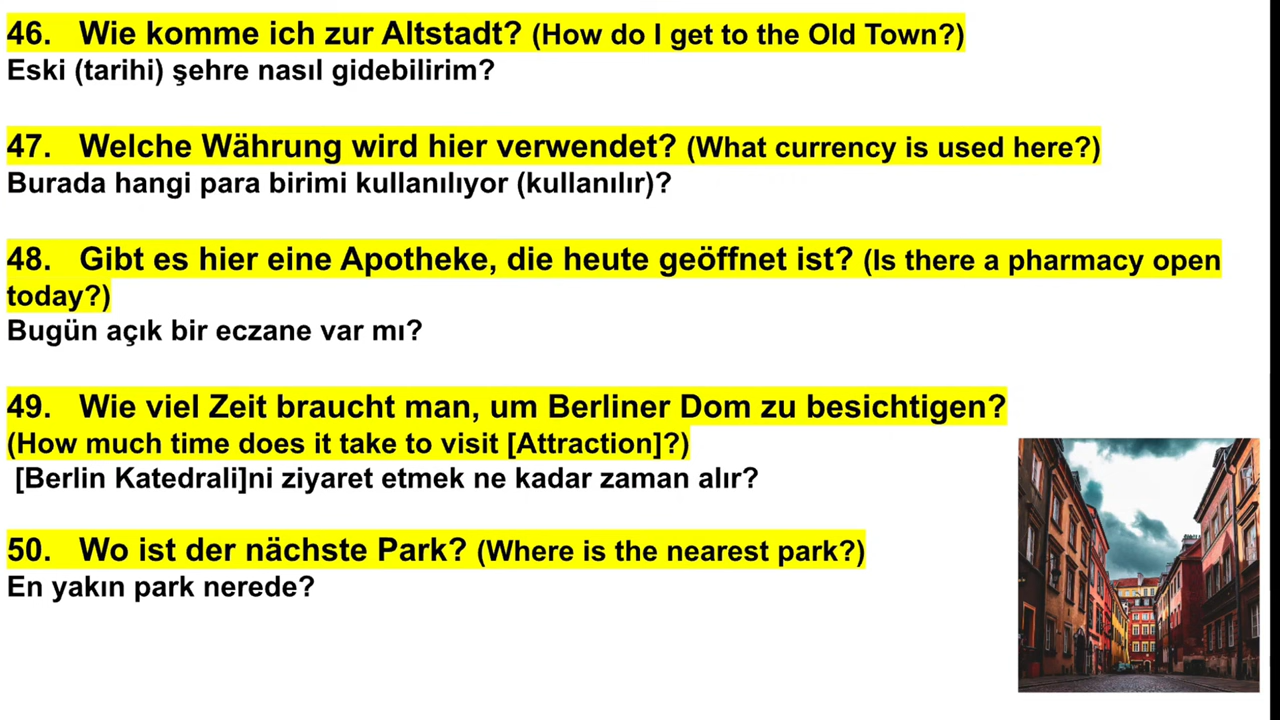 46. Wie komme ich zur Altstadt? (How do I get to the Old Town?)
Eski (tarihi) şehre nasıl gidebilirim?
47. Welche Währung wird hier verwendet? (What currency is used here?)
Burada hangi para birimi kullanılıyor (kullanılır)?
48. Gibt es hier eine Apotheke, die heute geöffnet ist? (Is there a pharmacy open
today?)
Bugün açık bir eczane var mı?
49. Wie viel Zeit braucht man, um Berliner Dom zu besichtigen?
(How much time does it take to visit [Attraction]?)
[Berlin Katedrali]ni ziyaret etmek ne kadar zaman alır?
50. Wo ist der nächste Park? (Where is the nearest park?)
En yakın park nerede?